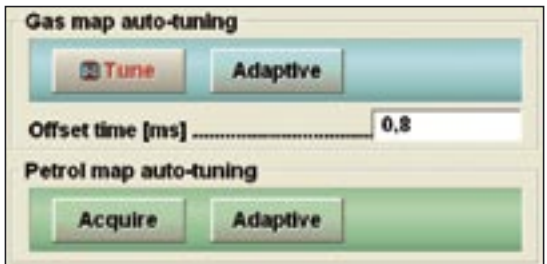 Gas map auto-tuning
Tune Adaptive
Offset time [ms] ............................................ 0,8
Petrol map auto-tuning
Acquire Adaptive